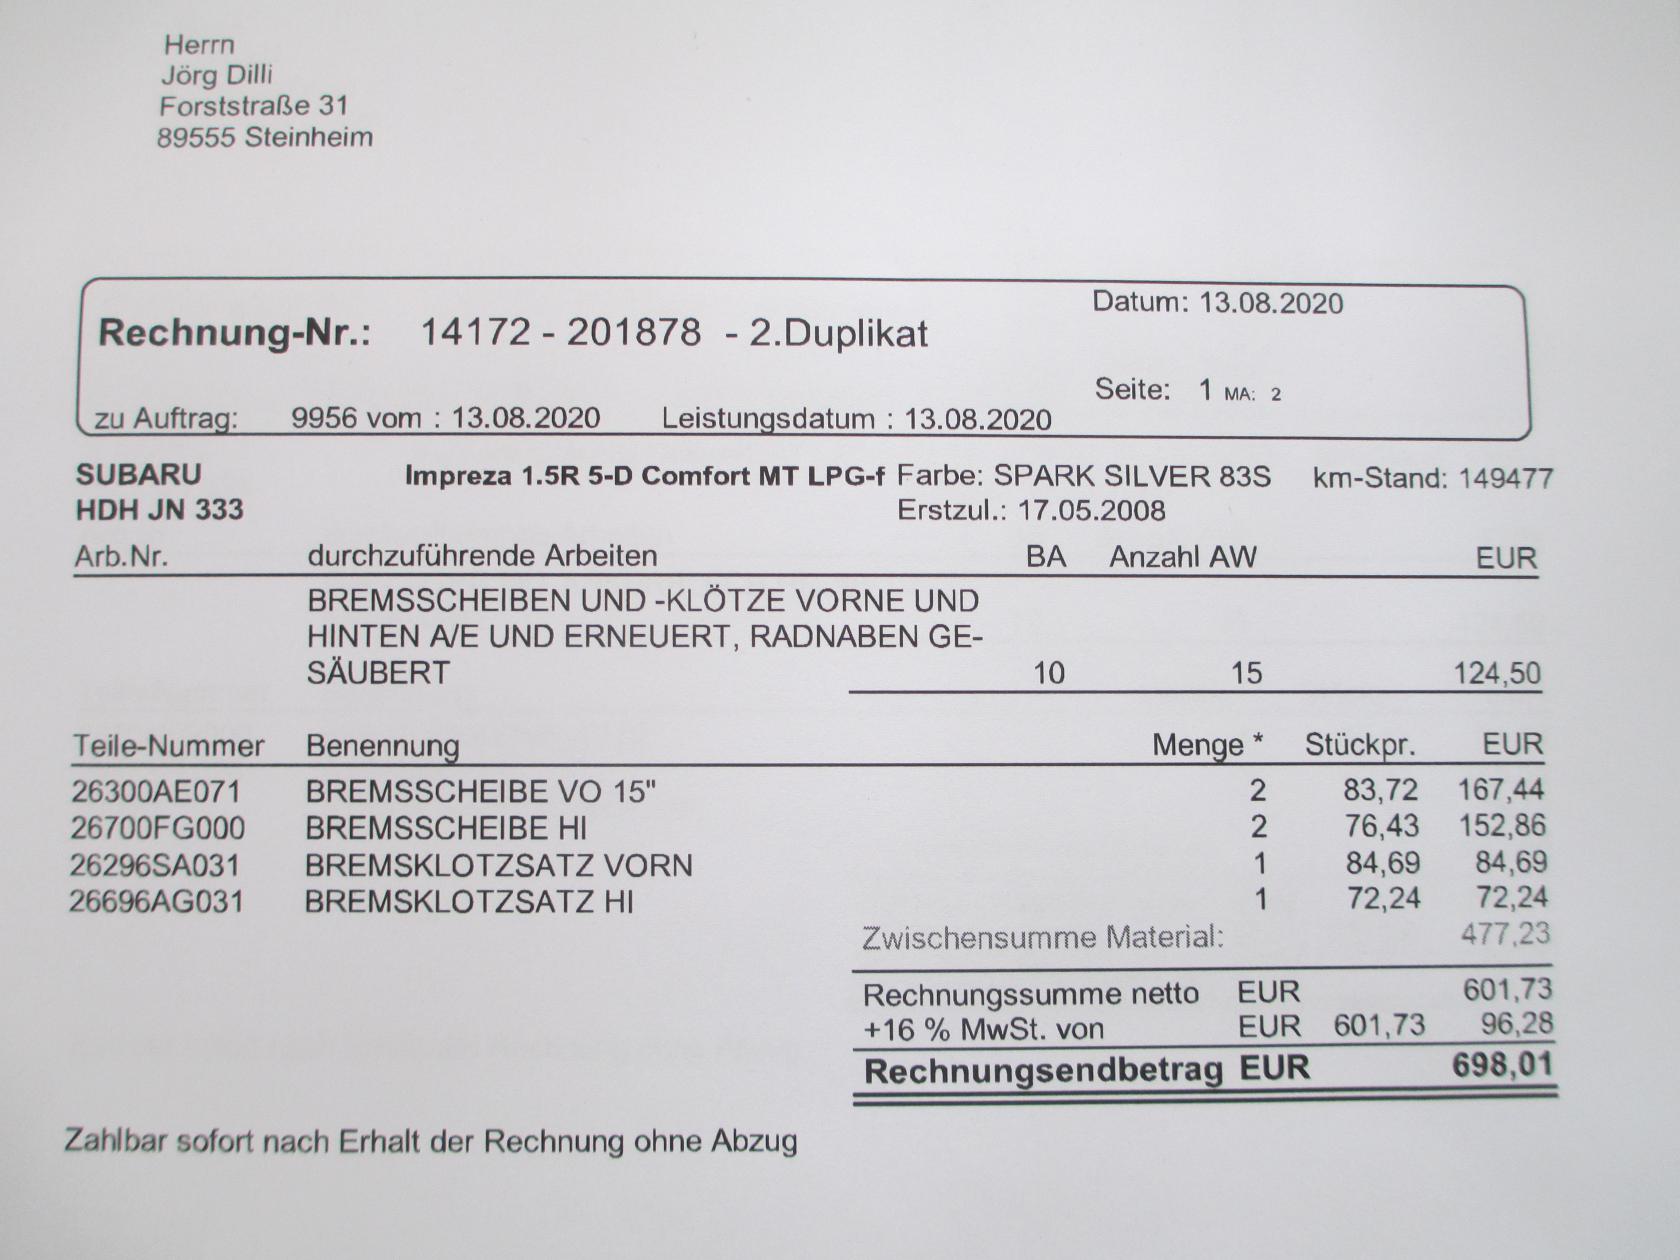 Herrn
Jörg Dilli
Forststraße 31
89555 Steinheim
Datum: 13.08.2020
Rechnung-Nr.: 14172 - 201878 - 2.Duplikat
Seite: 1 MA: 2
zu Auftrag: 9956 vom : 13.08.2020 Leistungsdatum : 13.08.2020
SUBARU Impreza 1.5R 5-D Comfort MT LPG-f Farbe: SPARK SILVER 83S km-Stand: 149477
HDH JN 333 Erstzul.: 17.05.2008
Arb.Nr. durchzuführende Arbeiten BA Anzahl AW EUR
BREMSSCHEIBEN UND -KLÖTZE VORNE UND
HINTEN A/E UND ERNEUERT, RADNABEN GE-
SÄUBERT 10 15 124,50
Teile-Nummer Benennung Menge * Stückpr. EUR
26300AE071 BREMSSCHEIBE VO 15" 2 83,72 167,44
26700FG000 BREMSSCHEIBE HI 2 76,43 152,86
26296SA031 BREMSKLOTZSATZ VORN 1 84,69 84,69
26696AG031 BREMSKLOTZSATZ HI 1 72,24 72,24
Zwischensumme Material: 477,23
Rechnungssumme netto EUR 601,73
+16 % MwSt. von EUR 601,73 96,28
Rechnungsendbetrag EUR 698,01
Zahlbar sofort nach Erhalt der Rechnung ohne Abzug